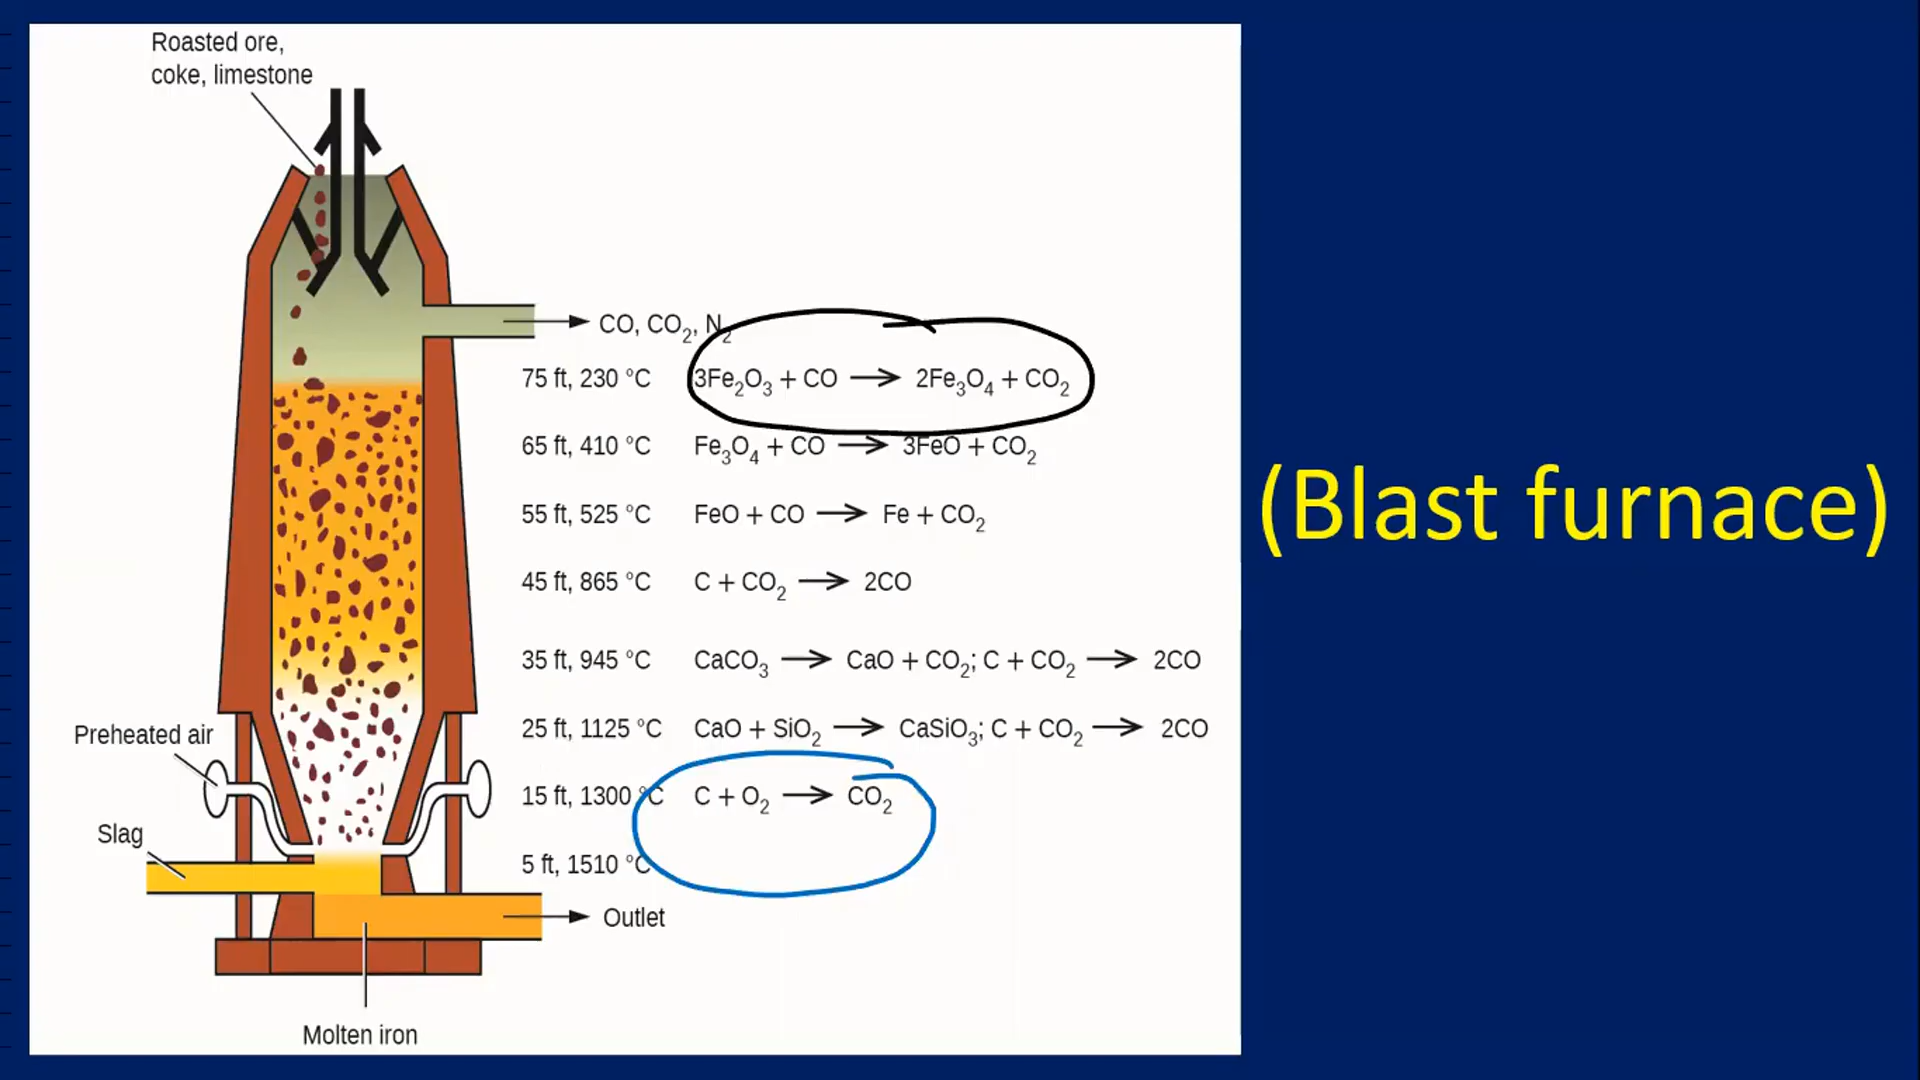 Roasted ore,
coke, limestone
CO, CO₂, N₂
75 ft, 230 °C 3Fe₂O₃ + CO → 2Fe₃O₄ + CO₂
65 ft, 410 °C Fe₃O₄ + CO → 3FeO + CO₂
55 ft, 525 °C FeO + CO → Fe + CO₂
45 ft, 865 °C C + CO₂ → 2CO
35 ft, 945 °C CaCO₃ → CaO + CO₂; C + CO₂ → 2CO
25 ft, 1125 °C CaO + SiO₂ → CaSiO₃; C + CO₂ → 2CO
15 ft, 1300 °C C + O₂ → CO₂
5 ft, 1510 °C
Preheated air
Slag
Outlet
Molten iron
(Blast furnace)